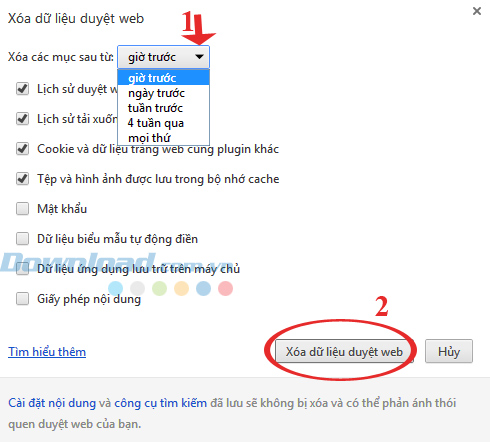 Xóa dữ liệu duyệt web
1
Xóa các mục sau từ: giờ trước
giờ trước
ngày trước
tuần trước
4 tuần qua
mọi thứ
Lịch sử duyệt
Lịch sử tải
Cookie và dữ liệu trang web cùng plugin khác
Tệp và hình ảnh được lưu trong bộ nhớ cache
Mật khẩu
Dữ liệu biểu mẫu tự động điền
Download.com.vn
Dữ liệu ứng dụng lưu trữ trên máy chủ
Giấy phép nội dung
2
Tìm hiểu thêm Xóa dữ liệu duyệt web Hủy
Cài đặt nội dung và công cụ tìm kiếm đã lưu sẽ không bị xóa và có thể phản ánh thói
quen duyệt web của bạn.